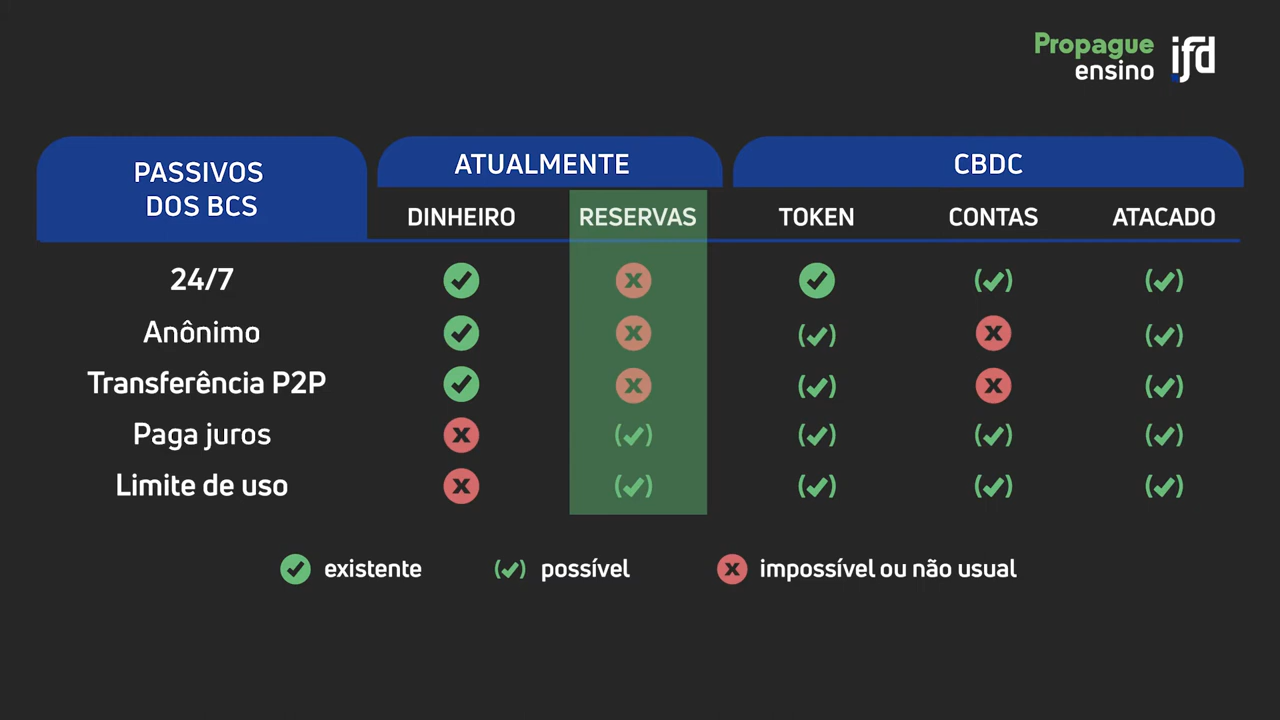 Propague
ensino
ifd
PASSIVOS
DOS BCS
ATUALMENTE
CBDC
DINHEIRO
RESERVAS
TOKEN
CONTAS
ATACADO
24/7
Anônimo
Transferência P2P
Paga juros
Limite de uso
existente
possível
impossível ou não usual